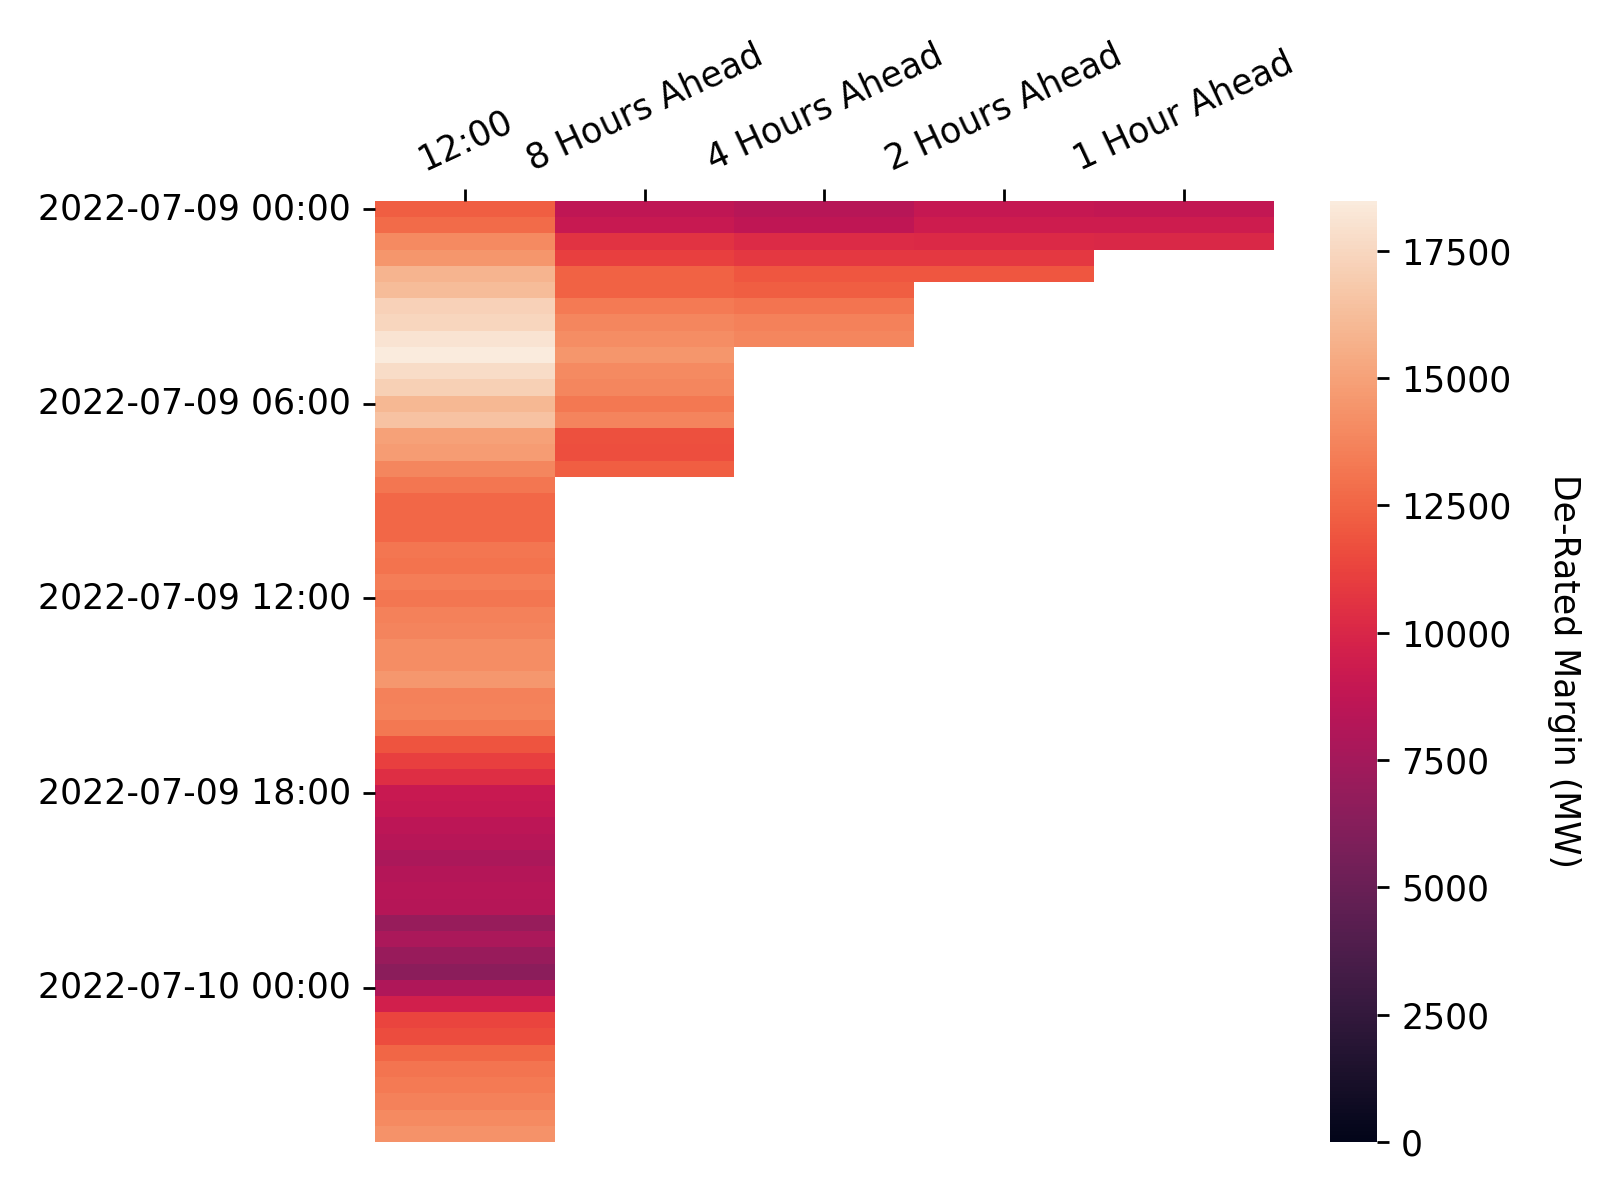 12:00
8 Hours Ahead
4 Hours Ahead
2 Hours Ahead
1 Hour Ahead
2022-07-09 00:00
2022-07-09 06:00
2022-07-09 12:00
2022-07-09 18:00
2022-07-10 00:00
17500
15000
12500
10000
7500
5000
2500
0
De-Rated Margin (MW)